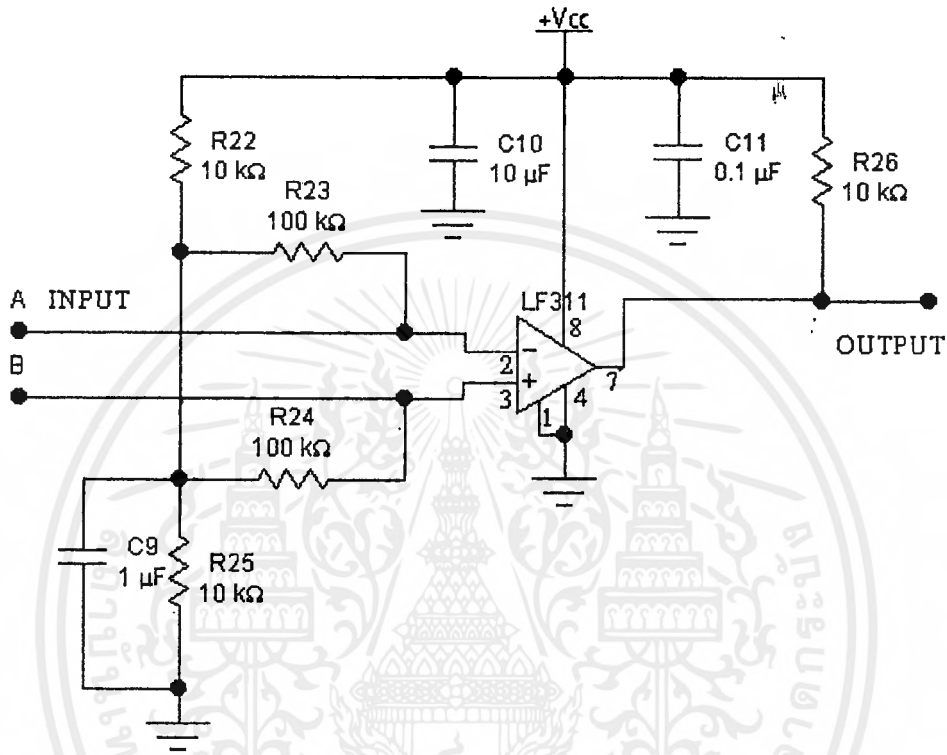 +Vcc
R22
10 kΩ
R23
100 kΩ
C10
10 µF
C11
0.1 µF
R26
10 kΩ
A INPUT
LF311
8
B
2
−
3
+
7
OUTPUT
1
4
R24
100 kΩ
C9
1 µF
R25
10 kΩ